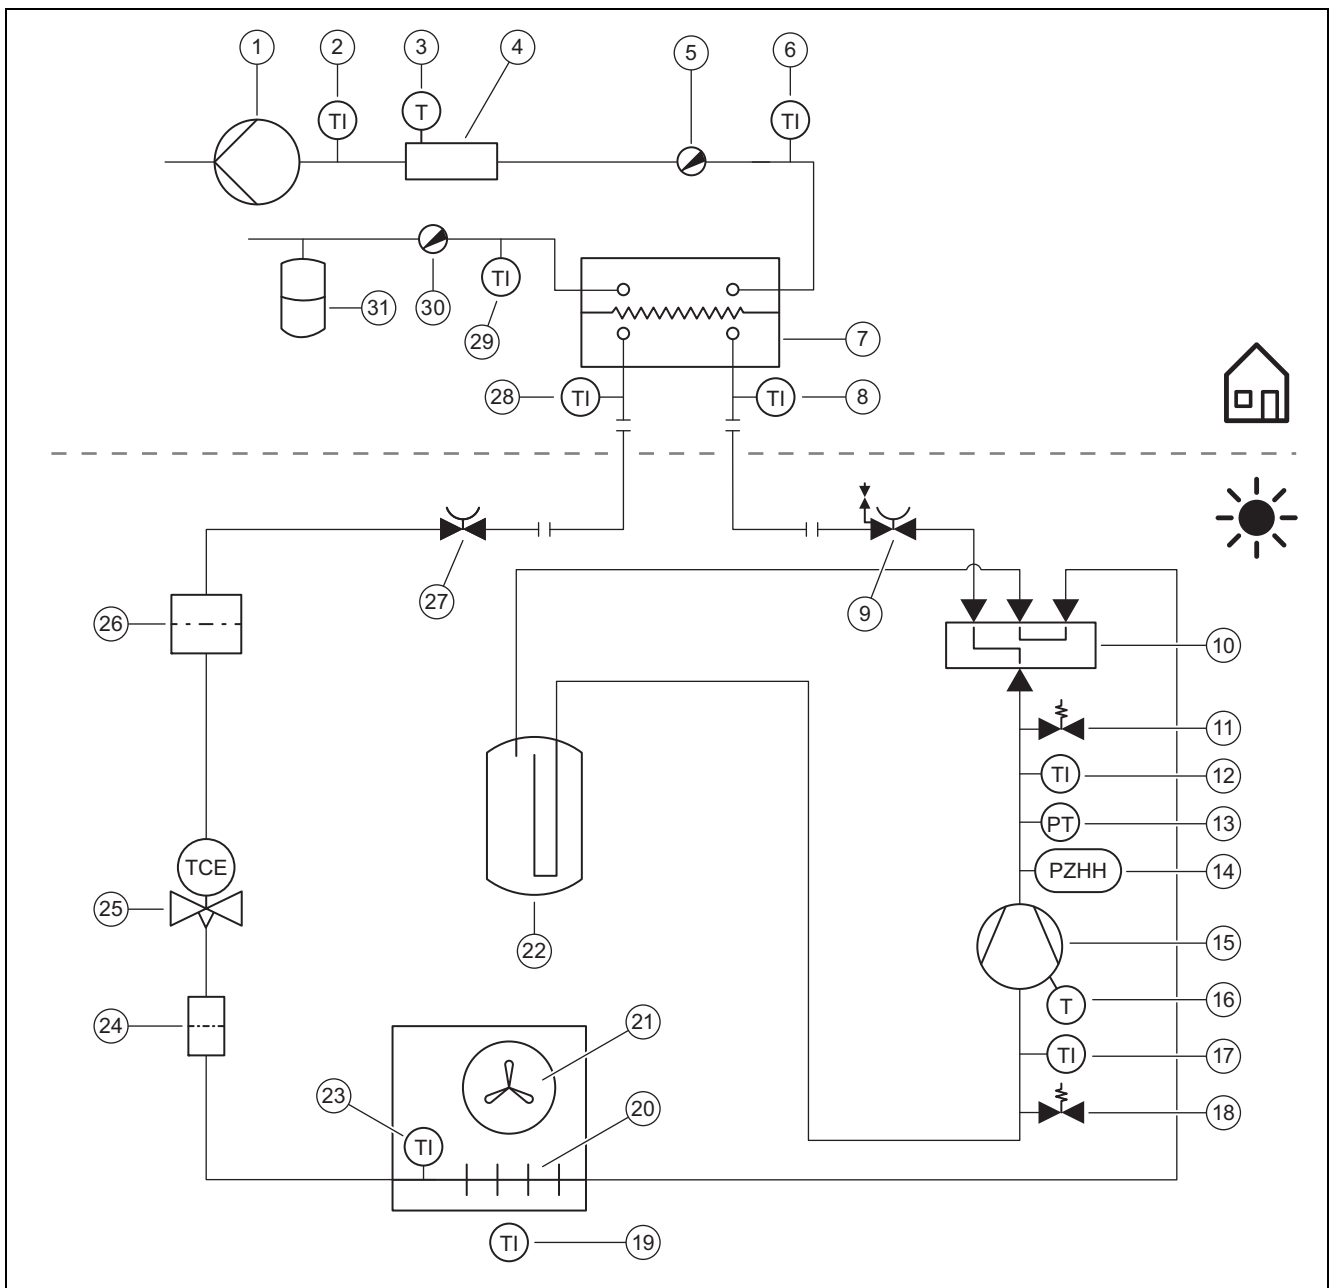 1 2 3 4 5 6
TI T TI
31 30 TI
29
7
28 TI TI 8
27 9
26 10
11
TI 12
PT 13
TCE PZHH 14
25
22 15
T 16
24 21
TI 17
23 20
TI 18
TI 19